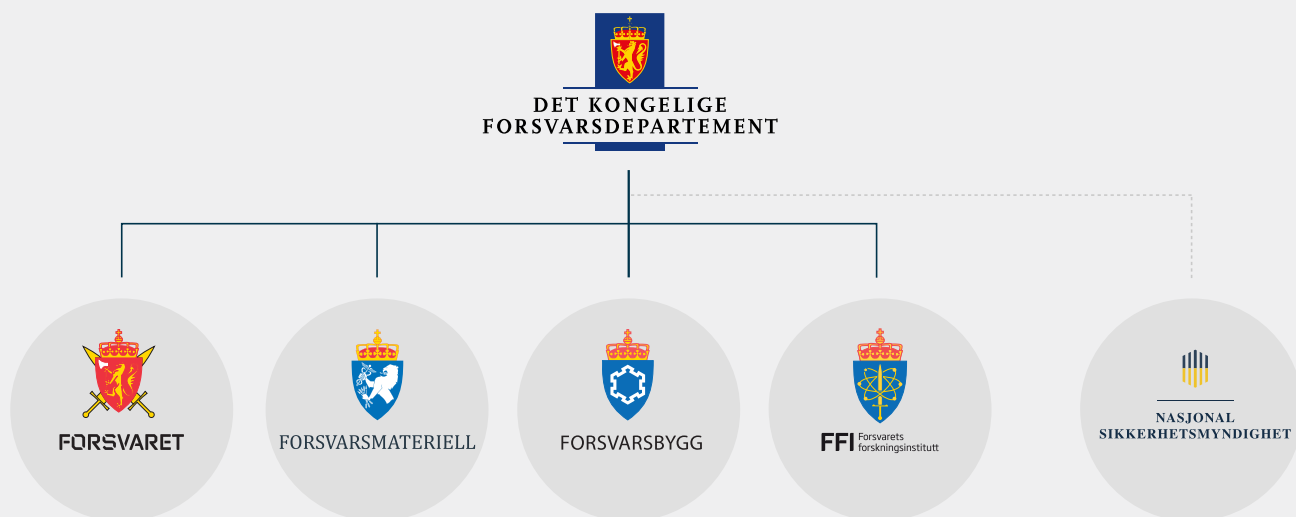 DET KONGELIGE
FORSVARSDEPARTEMENT
FORSVARET
FORSVARSMATERIELL
FORSVARSBYGG
FFI Forsvarets
forskningsinstitutt
NASJONAL
SIKKERHETSMYNDIGHET